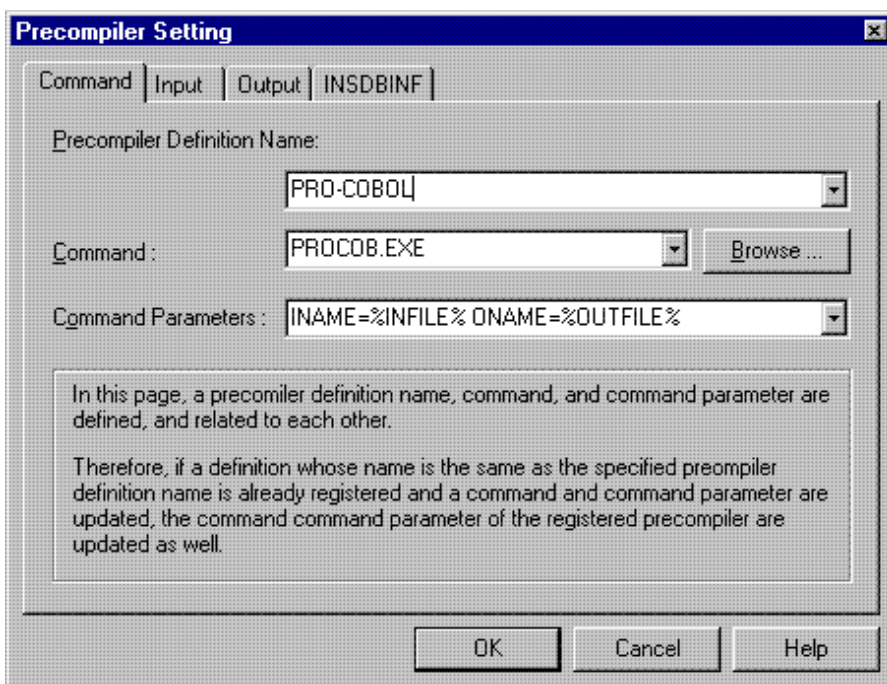 Precompiler Setting
Command Input Output INSDBINF
Precompiler Definition Name:
PRO-COBOL
Command : PROCOB.EXE Browse ...
Command Parameters : INAME=%INFILE% ONAME=%OUTFILE%
In this page, a precomiler definition name, command, and command parameter are
defined, and related to each other.
Therefore, if a definition whose name is the same as the specified preompiler
definition name is already registered and a command and command parameter are
updated, the command command parameter of the registered precompiler are
updated as well.
OK Cancel Help